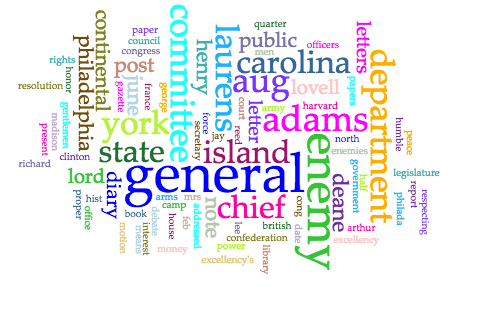 quarter
paper
council
congress
men
officers
continental
committee
laurens
public
letters
rights
honor
philadelphia
post
henry
carolina
department
resolution
june
gazette
france
george
aug
lovell
papers
gentlemen
madison
present
york
letter
court
reed
army
harvard
adams
humble
peace
force
secretary
jay
north
enemies
richard
clinton
state
island
general
enemy
deane
government
half
legislature
report
respecting
philada
lord
diary
proper
office
hist
book
arms
mrs
camp
house
feb
addressed
note
chief
cong
date
british
lee
arthur
excellency
motion
means
debate
interest
money
confederation
power
excellency's
library